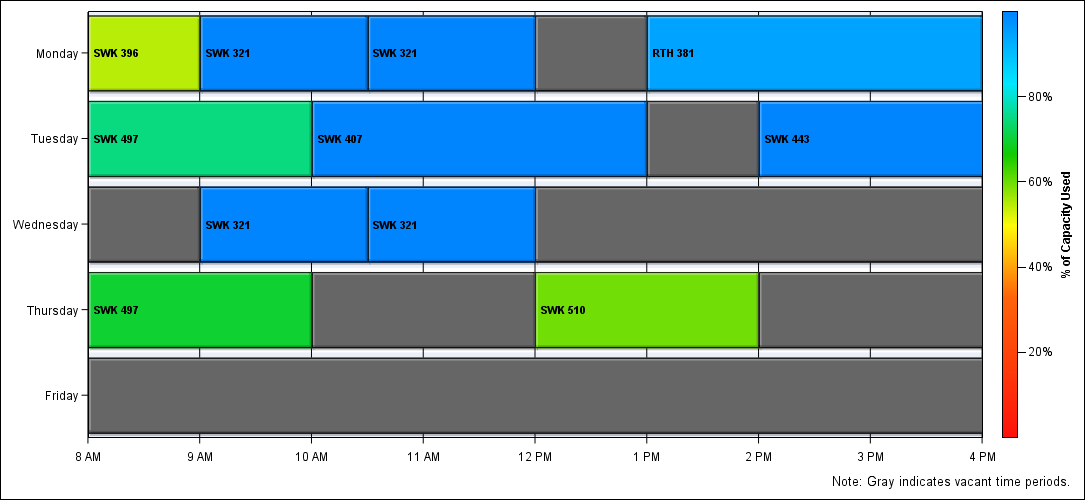 Monday
SWK 396
SWK 321
SWK 321
RTH 381
Tuesday
SWK 497
SWK 407
SWK 443
Wednesday
SWK 321
SWK 321
Thursday
SWK 497
SWK 510
Friday
8 AM
9 AM
10 AM
11 AM
12 PM
1 PM
2 PM
3 PM
4 PM
80%
60%
40%
20%
% of Capacity Used
Note: Gray indicates vacant time periods.